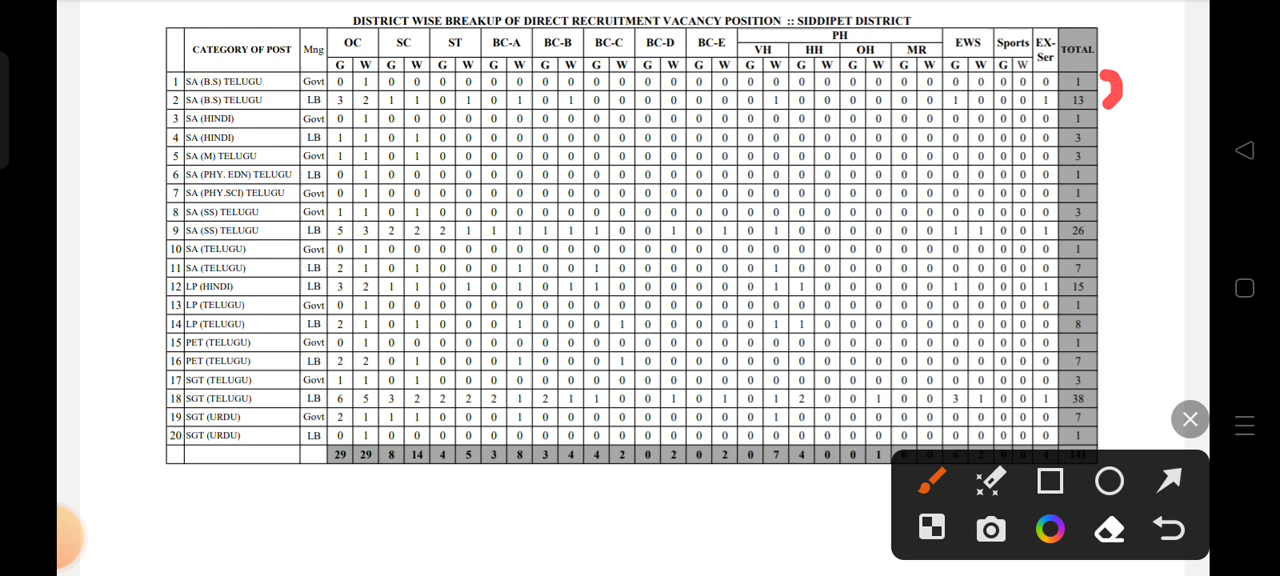 DISTRICT WISE BREAKUP OF DIRECT RECRUITMENT VACANCY POSITION :: SIDDIPET DISTRICT
CATEGORY OF POST Mng OC SC ST BC-A BC-B BC-C BC-D BC-E PH EWS Sports EX-Ser TOTAL
VH HH OH MR
G W G W G W G W G W G W G W G W G W G W G W G W G W G W
1 SA (B.S) TELUGU Govt 0 1 0 0 0 0 0 0 0 0 0 0 0 0 0 0 0 0 0 0 0 0 0 0 0 0 0 0 0 1
2 SA (B.S) TELUGU LB 3 2 1 1 0 1 0 1 0 1 0 0 0 0 0 0 0 1 0 0 0 0 0 0 1 0 0 0 1 13
3 SA (HINDI) Govt 0 1 0 0 0 0 0 0 0 0 0 0 0 0 0 0 0 0 0 0 0 0 0 0 0 0 0 0 0 1
4 SA (HINDI) LB 1 1 0 1 0 0 0 0 0 0 0 0 0 0 0 0 0 0 0 0 0 0 0 0 0 0 0 0 0 3
5 SA (M) TELUGU Govt 1 1 0 1 0 0 0 0 0 0 0 0 0 0 0 0 0 0 0 0 0 0 0 0 0 0 0 0 0 3
6 SA (PHY. EDN) TELUGU LB 0 1 0 0 0 0 0 0 0 0 0 0 0 0 0 0 0 0 0 0 0 0 0 0 0 0 0 0 0 1
7 SA (PHY.SCI) TELUGU Govt 0 1 0 0 0 0 0 0 0 0 0 0 0 0 0 0 0 0 0 0 0 0 0 0 0 0 0 0 0 1
8 SA (SS) TELUGU Govt 1 1 0 1 0 0 0 0 0 0 0 0 0 0 0 0 0 0 0 0 0 0 0 0 0 0 0 0 0 3
9 SA (SS) TELUGU LB 5 3 2 2 2 1 1 1 1 1 1 0 0 1 0 1 0 1 0 0 0 0 0 0 1 1 0 0 1 26
10 SA (TELUGU) Govt 0 1 0 0 0 0 0 0 0 0 0 0 0 0 0 0 0 0 0 0 0 0 0 0 0 0 0 0 0 1
11 SA (TELUGU) LB 2 1 0 1 0 0 0 1 0 0 1 0 0 0 0 0 0 1 0 0 0 0 0 0 0 0 0 0 0 7
12 LP (HINDI) LB 3 2 1 1 0 1 0 1 0 1 1 0 0 0 0 0 0 1 1 0 0 0 0 0 1 0 0 0 1 15
13 LP (TELUGU) Govt 0 1 0 0 0 0 0 0 0 0 0 0 0 0 0 0 0 0 0 0 0 0 0 0 0 0 0 0 0 1
14 LP (TELUGU) LB 2 1 0 1 0 0 0 1 0 0 0 1 0 0 0 0 0 1 1 0 0 0 0 0 0 0 0 0 0 8
15 PET (TELUGU) Govt 0 1 0 0 0 0 0 0 0 0 0 0 0 0 0 0 0 0 0 0 0 0 0 0 0 0 0 0 0 1
16 PET (TELUGU) LB 2 2 0 1 0 0 0 1 0 0 0 1 0 0 0 0 0 0 0 0 0 0 0 0 0 0 0 0 0 7
17 SGT (TELUGU) Govt 1 1 0 1 0 0 0 0 0 0 0 0 0 0 0 0 0 0 0 0 0 0 0 0 0 0 0 0 0 3
18 SGT (TELUGU) LB 6 5 3 2 2 2 2 1 2 1 1 0 0 1 0 1 0 1 2 0 0 1 0 0 3 1 0 0 1 38
19 SGT (URDU) Govt 2 1 1 1 0 0 0 1 0 0 0 0 0 0 0 0 0 1 0 0 0 0 0 0 0 0 0 0 0 7
20 SGT (URDU) LB 0 1 0 0 0 0 0 0 0 0 0 0 0 0 0 0 0 0 0 0 0 0 0 0 0 0 0 0 0 1
29 29 8 14 4 5 3 8 3 4 4 2 0 2 0 2 0 7 4 0 0 1